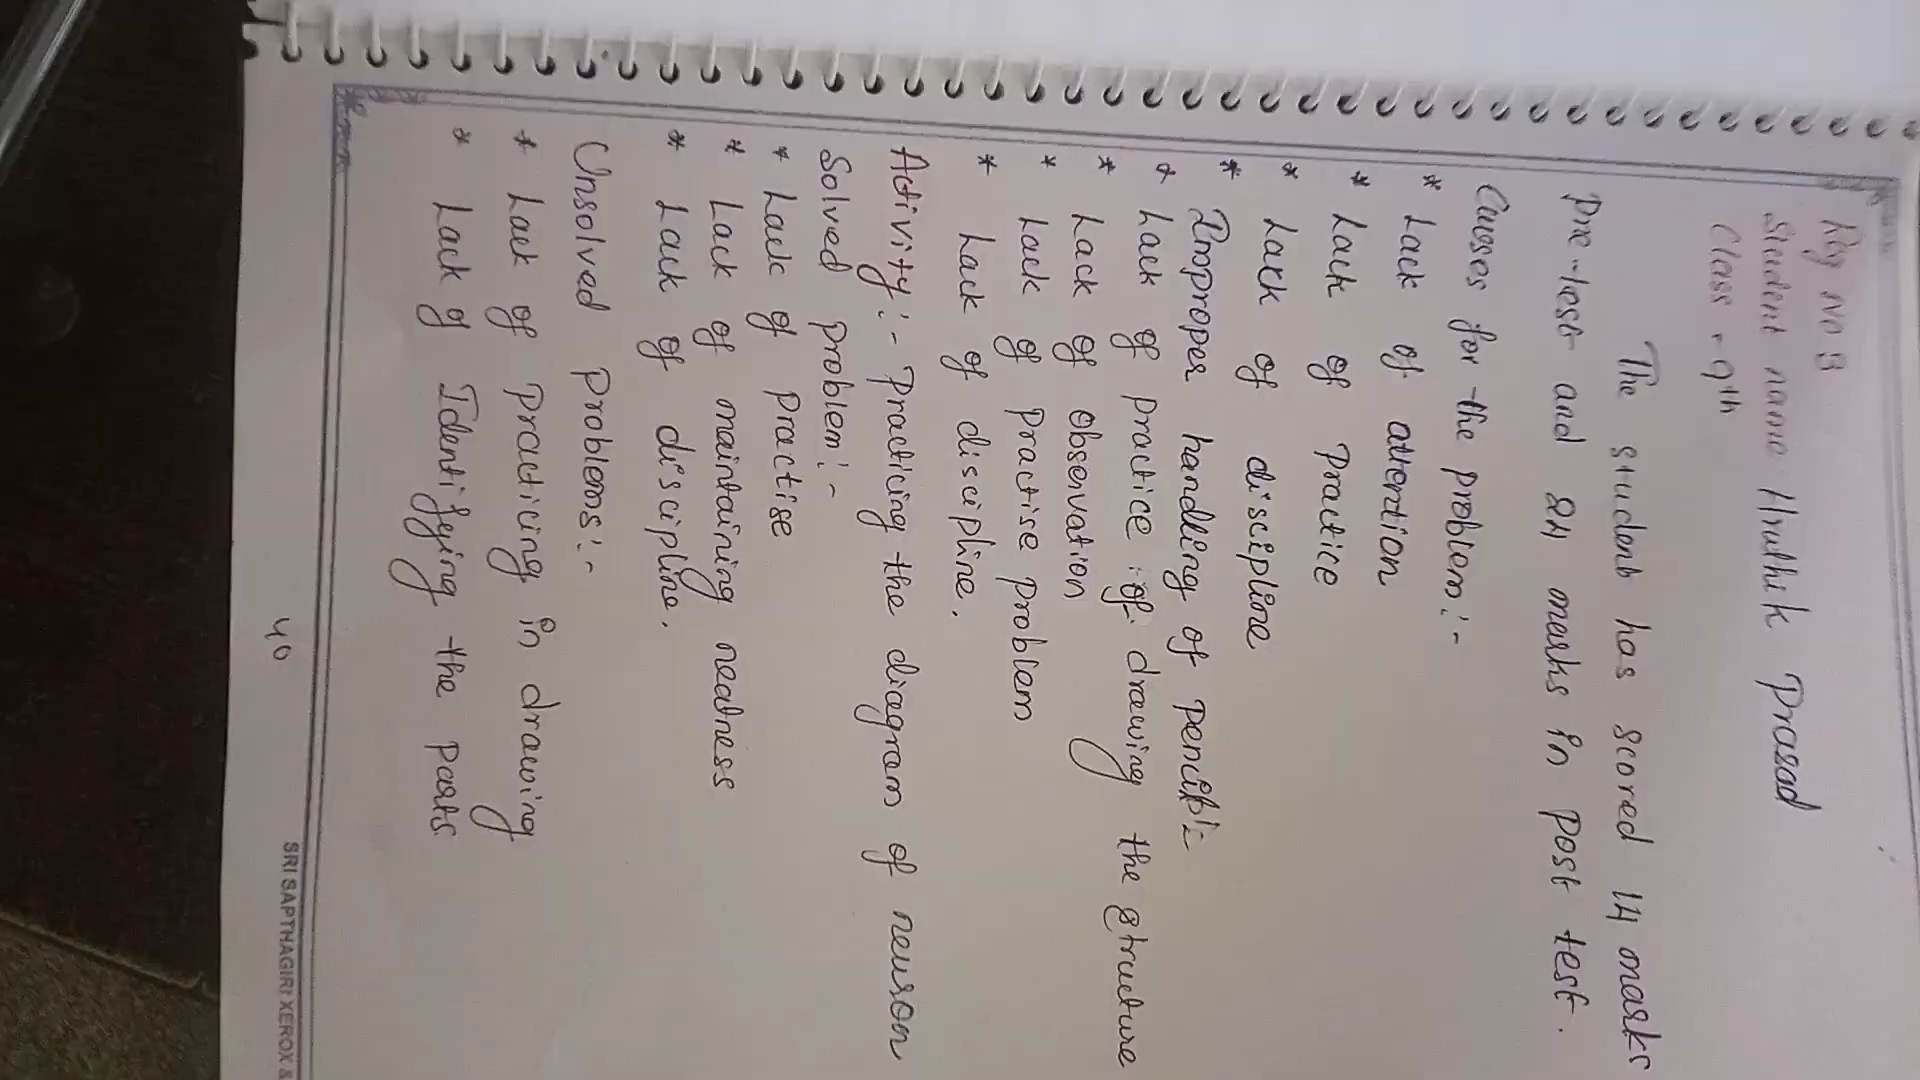 Reg no 3
Student name Hruthik Prasad
Class - 9th
The student has scored 14 marks
Pre-test and 24 marks in post test.
Causes for the problem:-
* Lack of attention
* Lack of Practice
* Lack of discipline
* Improper handling of pencil:-
* Lack of practice of drawing the structure
* Lack of observation
* Lack of practise problem
* Lack of discipline.
Activity:- Practicing the diagram of neuron
Solved problem:-
* Lack of practise
* Lack of maintaining neatness
* Lack of discipline.
Unsolved problems:-
* Lack of practicing in drawing
* Lack of Identifying the parts
40
SRI SAPTHAGIRI XEROX &